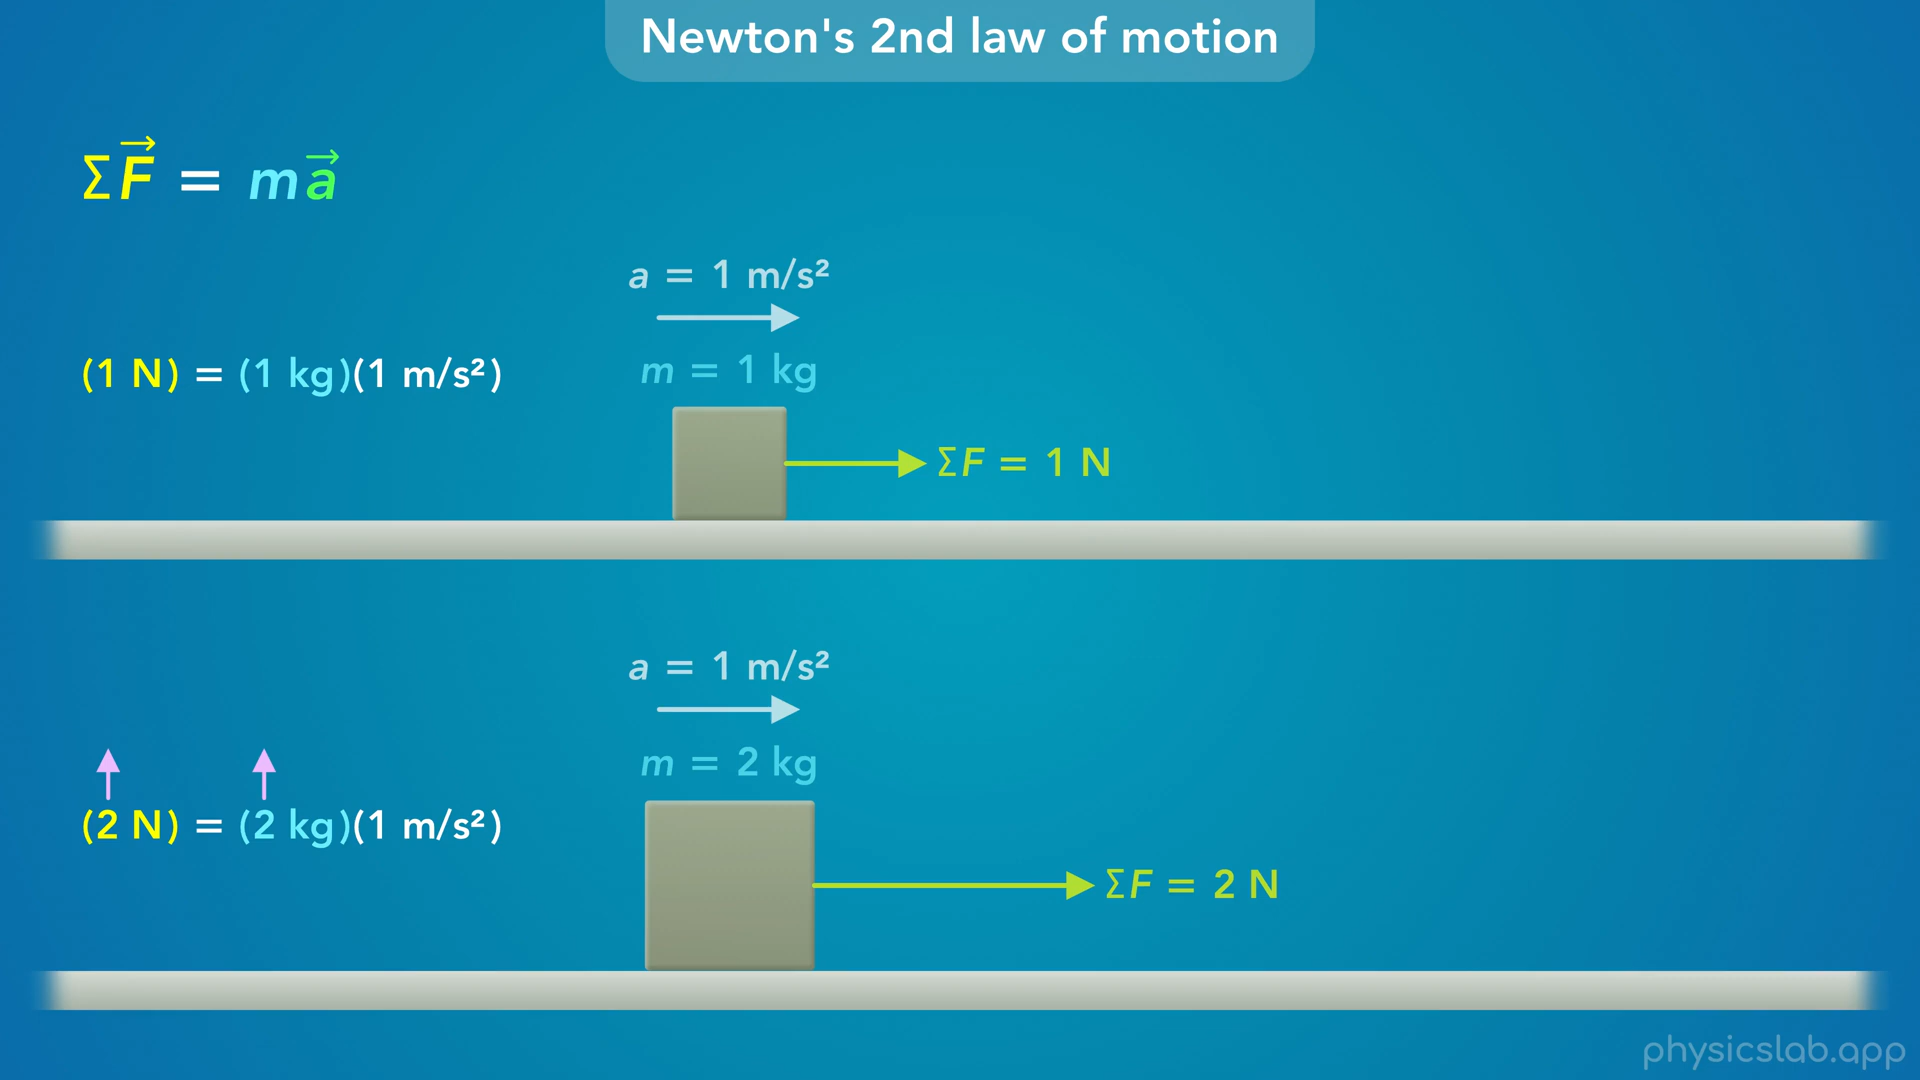 Newton's 2nd law of motion
ΣF⃗ = ma⃗
a = 1 m/s²
(1 N) = (1 kg)(1 m/s²)
m = 1 kg
ΣF = 1 N
a = 1 m/s²
m = 2 kg
(2 N) = (2 kg)(1 m/s²)
ΣF = 2 N
physicslab.app